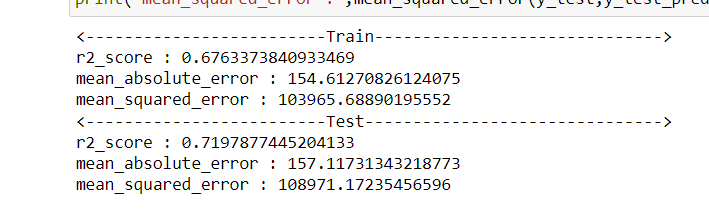 print("mean_squared_error : ",mean_squared_error(y_test,y_test_pred
<-------------------------Train------------------------------>
r2_score : 0.6763373840933469
mean_absolute_error : 154.61270826124075
mean_squared_error : 103965.68890195552
<-------------------------Test------------------------------->
r2_score : 0.7197877445204133
mean_absolute_error : 157.11731343218773
mean_squared_error : 108971.17235456596